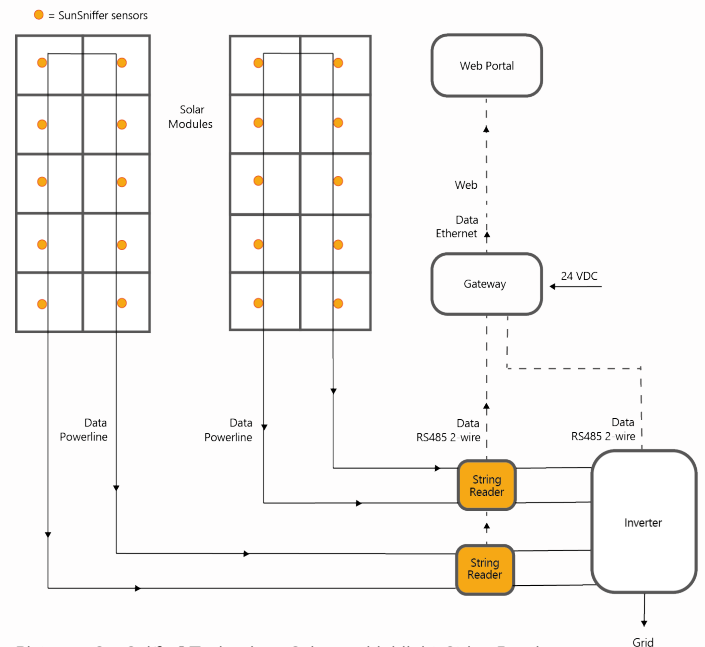 = SunSniffer sensors
Solar
Modules
Web Portal
Web
Data
Ethernet
Gateway
24 VDC
Data
Powerline
Data
Powerline
Data
RS485 2-wire
Data
RS485 2-wire
String
Reader
Inverter
String
Reader
Grid